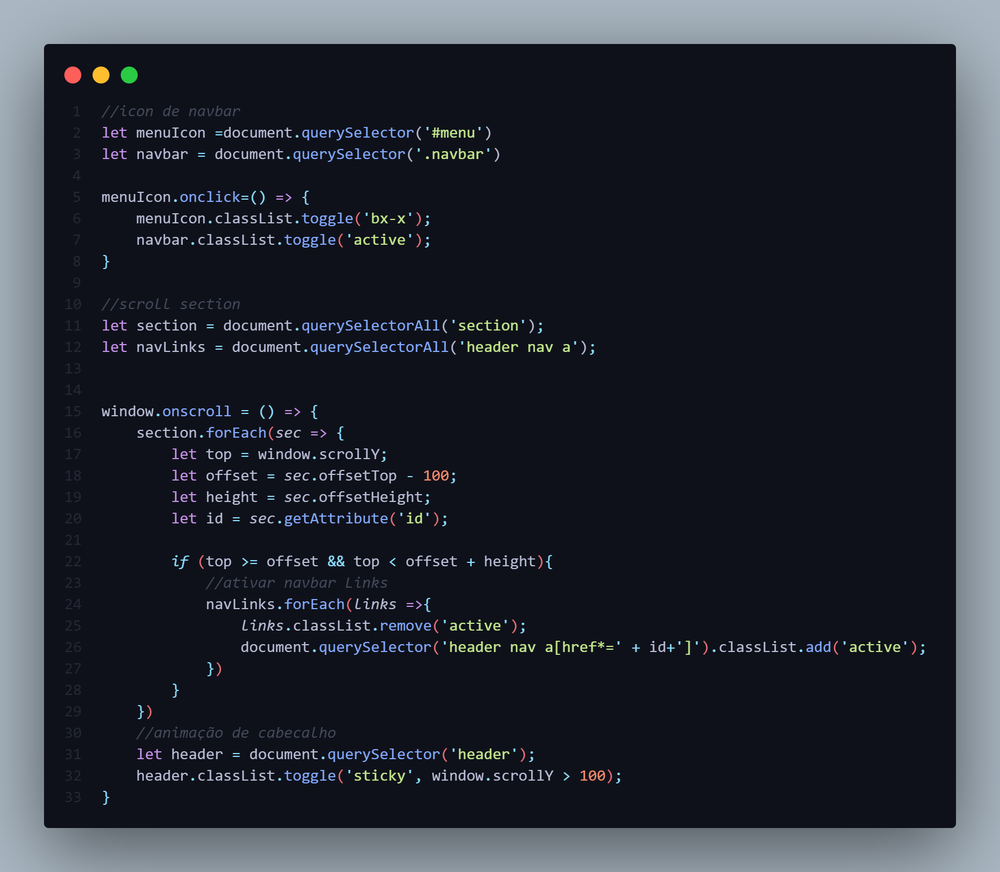 1 //icon de navbar
2 let menuIcon =document.querySelector('#menu')
3 let navbar = document.querySelector('.navbar')
4
5 menuIcon.onclick=() => {
6     menuIcon.classList.toggle('bx-x');
7     navbar.classList.toggle('active');
8 }
9
10 //scroll section
11 let section = document.querySelectorAll('section');
12 let navLinks = document.querySelectorAll('header nav a');
13
14
15 window.onscroll = () => {
16     section.forEach(sec => {
17         let top = window.scrollY;
18         let offset = sec.offsetTop - 100;
19         let height = sec.offsetHeight;
20         let id = sec.getAttribute('id');
21
22         if (top >= offset && top < offset + height){
23             //ativar navbar Links
24             navLinks.forEach(links =>{
25                 links.classList.remove('active');
26                 document.querySelector('header nav a[href*=' + id+']').classList.add('active');
27             })
28         }
29     })
30     //animação de cabecalho
31     let header = document.querySelector('header');
32     header.classList.toggle('sticky', window.scrollY > 100);
33 }